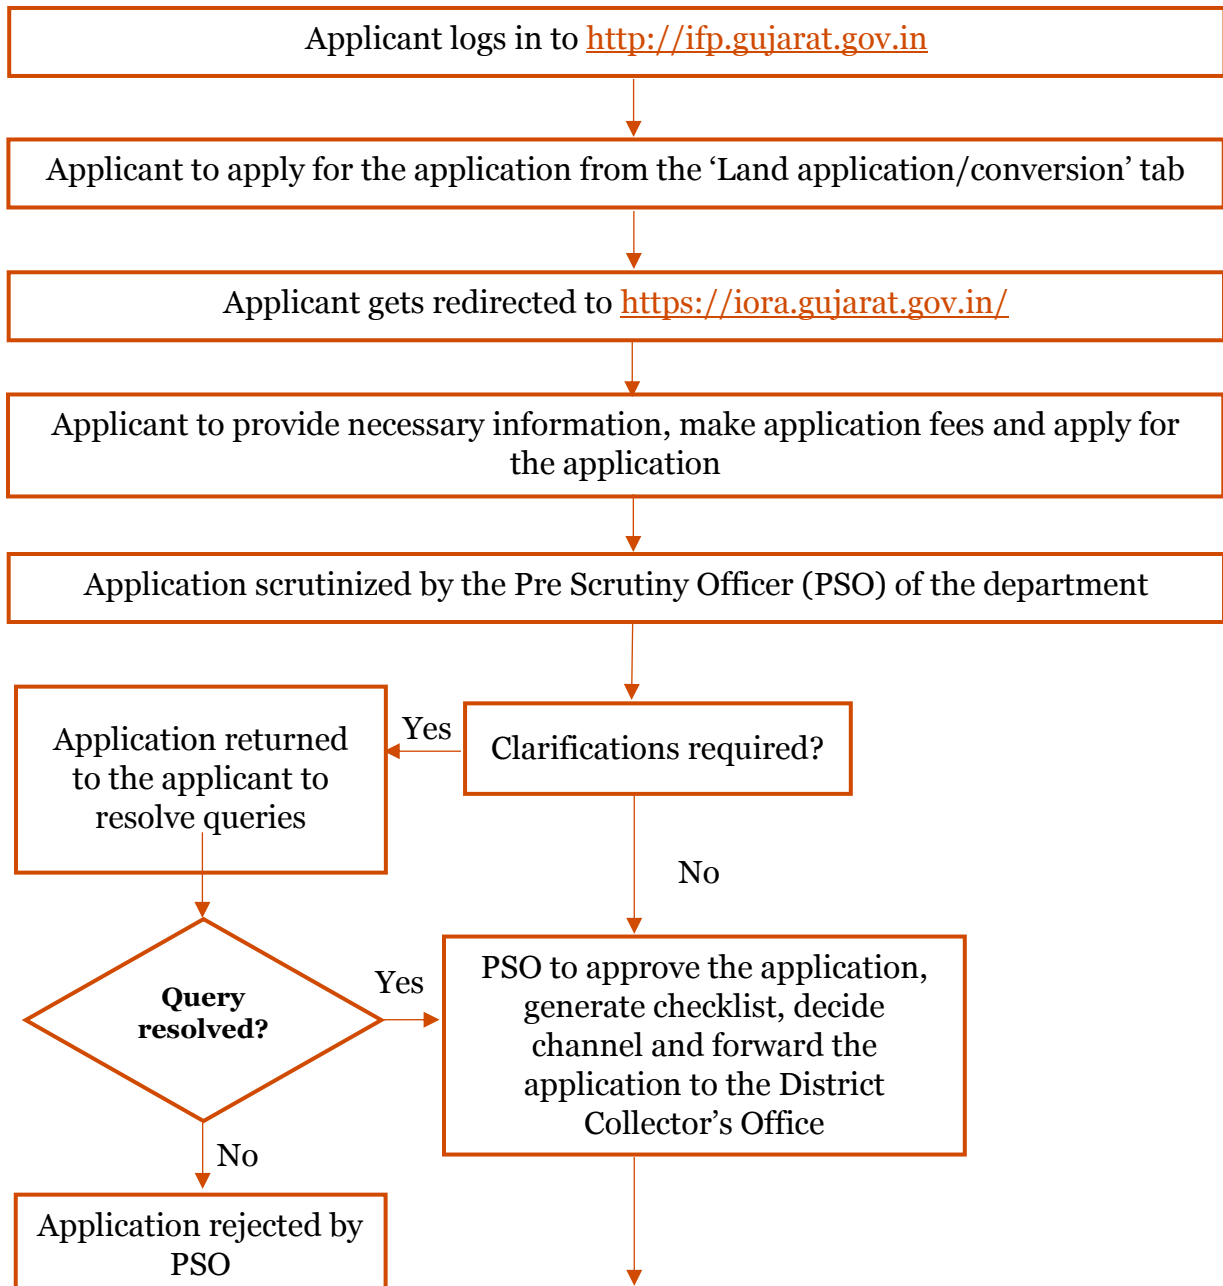 Applicant logs in to http://ifp.gujarat.gov.in
Applicant to apply for the application from the ‘Land application/conversion’ tab
Applicant gets redirected to https://iora.gujarat.gov.in/
Applicant to provide necessary information, make application fees and apply for
the application
Application scrutinized by the Pre Scrutiny Officer (PSO) of the department
Clarifications required?
Yes
Application returned
to the applicant to
resolve queries
No
Query
resolved?
Yes
PSO to approve the application,
generate checklist, decide
channel and forward the
application to the District
Collector’s Office
No
Application rejected by
PSO